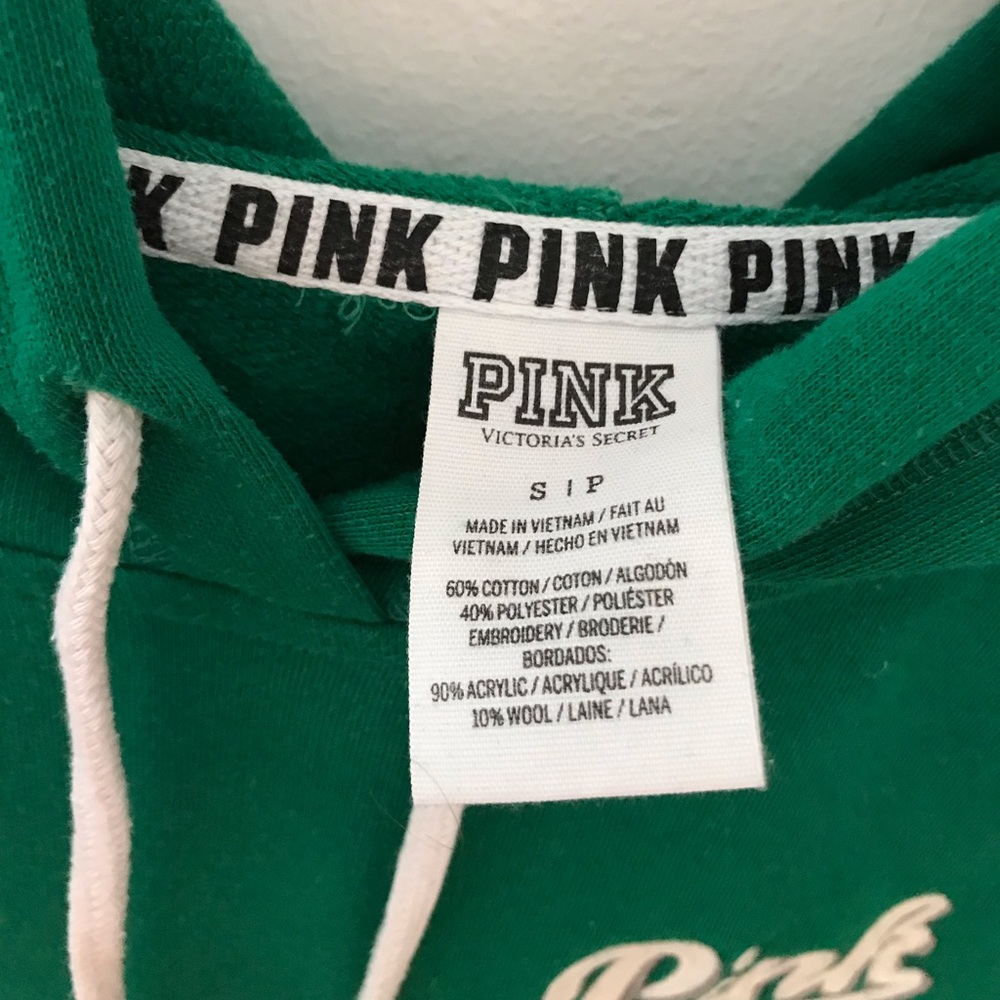 K PINK PINK PINK
PINK
VICTORIA'S SECRET
S | P
MADE IN VIETNAM / FAIT AU
VIETNAM / HECHO EN VIETNAM
60% COTTON / COTON / ALGODÓN
40% POLYESTER / POLIÉSTER
EMBROIDERY / BRODERIE /
BORDADOS:
90% ACRYLIC / ACRYLIQUE / ACRÍLICO
10% WOOL / LAINE / LANA
Pink